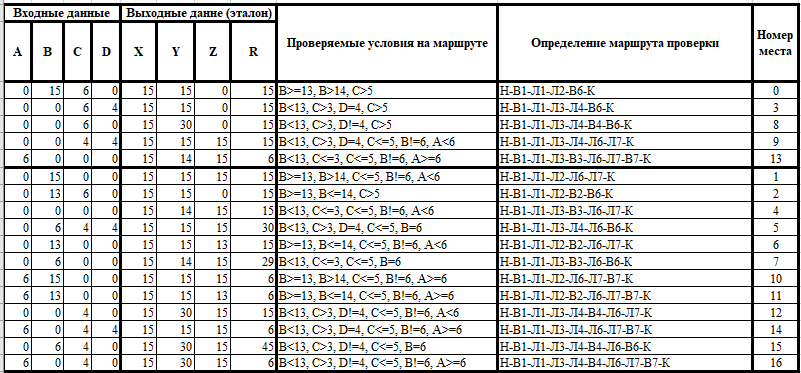 Входные данные Выходные данне (эталон) Проверяемые условия на маршруте Определение маршрута проверки Номер места
A B C D X Y Z R
0 15 6 0 15 15 0 15 B>=13, B>14, C>5 Н-В1-Л1-Л2-В6-К 0
0 0 6 4 15 15 0 15 B<13, C>3, D=4, C>5 Н-В1-Л1-Л3-Л4-В6-К 3
0 0 6 0 15 30 0 15 B<13, C>3, D!=4, C>5 Н-В1-Л1-Л3-Л4-В4-В6-К 8
0 0 4 4 15 15 15 15 B<13, C>3, D=4, C<=5, B!=6, A<6 Н-В1-Л1-Л3-Л4-Л6-Л7-К 9
6 0 0 0 15 14 15 6 B<13, C<=3, C<=5, B!=6, A>=6 Н-В1-Л1-Л3-В3-Л6-Л7-В7-К 13
0 15 0 0 15 15 15 15 B>=13, B>14, C<=5, B!=6, A<6 Н-В1-Л1-Л2-Л6-Л7-К 1
0 13 6 0 15 15 0 15 B>=13, B<=14, C>5 Н-В1-Л1-Л2-В2-В6-К 2
0 0 0 0 15 14 15 15 B<13, C<=3, C<=5, B!=6, A<6 Н-В1-Л1-Л3-В3-Л6-Л7-К 4
0 6 4 4 15 15 15 30 B<13, C>3, D=4, C<=5, B=6 Н-В1-Л1-Л3-Л4-Л6-В6-К 5
0 13 0 0 15 15 13 15 B>=13, B<=14, C<=5, B!=6, A<6 Н-В1-Л1-Л2-В2-Л6-Л7-К 6
0 6 0 0 15 14 15 29 B<13, C<=3, C<=5, B=6 Н-В1-Л1-Л3-В3-Л6-В6-К 7
6 15 0 0 15 15 15 6 B>=13, B>14, C<=5, B!=6, A>=6 Н-В1-Л1-Л2-Л6-Л7-В7-К 10
6 13 0 0 15 15 13 6 B>=13, B<=14, C<=5, B!=6, A>=6 Н-В1-Л1-Л2-В2-Л6-Л7-В7-К 11
0 0 4 0 15 30 15 15 B<13, C>3, D!=4, C<=5, B!=6, A<6 Н-В1-Л1-Л3-Л4-В4-Л6-Л7-К 12
6 0 4 4 15 15 15 6 B<13, C>3, D=4, C<=5, B!=6, A>=6 Н-В1-Л1-Л3-Л4-Л6-Л7-В7-К 14
0 6 4 0 15 30 15 45 B<13, C>3, D!=4, C<=5, B=6 Н-В1-Л1-Л3-Л4-В4-Л6-В6-К 15
6 0 4 0 15 30 15 6 B<13, C>3, D!=4, C<=5, B!=6, A>=6 Н-В1-Л1-Л3-Л4-В4-Л6-Л7-В7-К 16